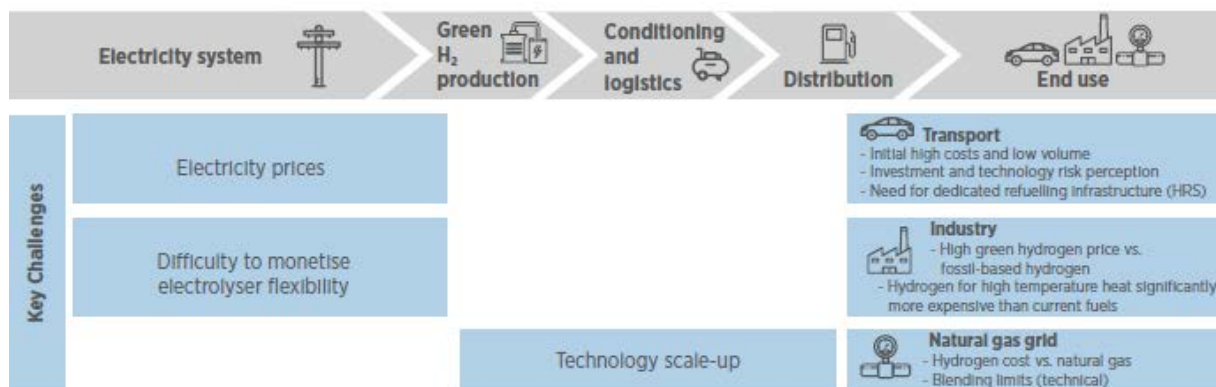 Electricity system
Green
H₂
production
Conditioning
and
logistics
Distribution
End use
Key Challenges
Electricity prices
Difficulty to monetise
electrolyser flexibility
Technology scale-up
Transport
- Initial high costs and low volume
- Investment and technology risk perception
- Need for dedicated refuelling infrastructure (HRS)
Industry
- High green hydrogen price vs.
fossil-based hydrogen
- Hydrogen for high temperature heat significantly
more expensive than current fuels
Natural gas grid
- Hydrogen cost vs. natural gas
- Blending limits (technical)